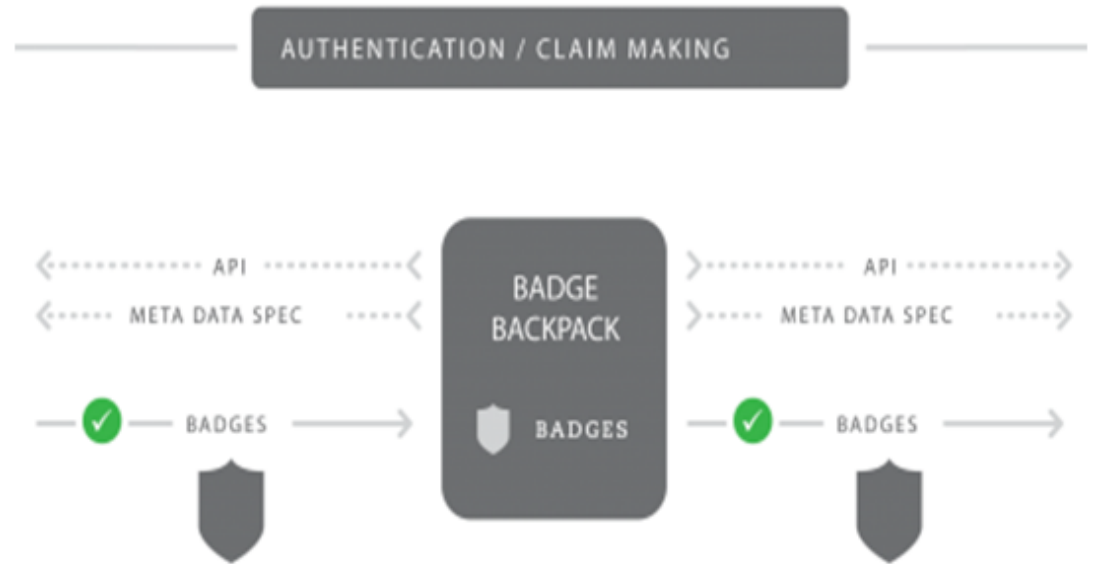 AUTHENTICATION / CLAIM MAKING
API
API
BADGE
BACKPACK
META DATA SPEC
META DATA SPEC
BADGES
BADGES
BADGES